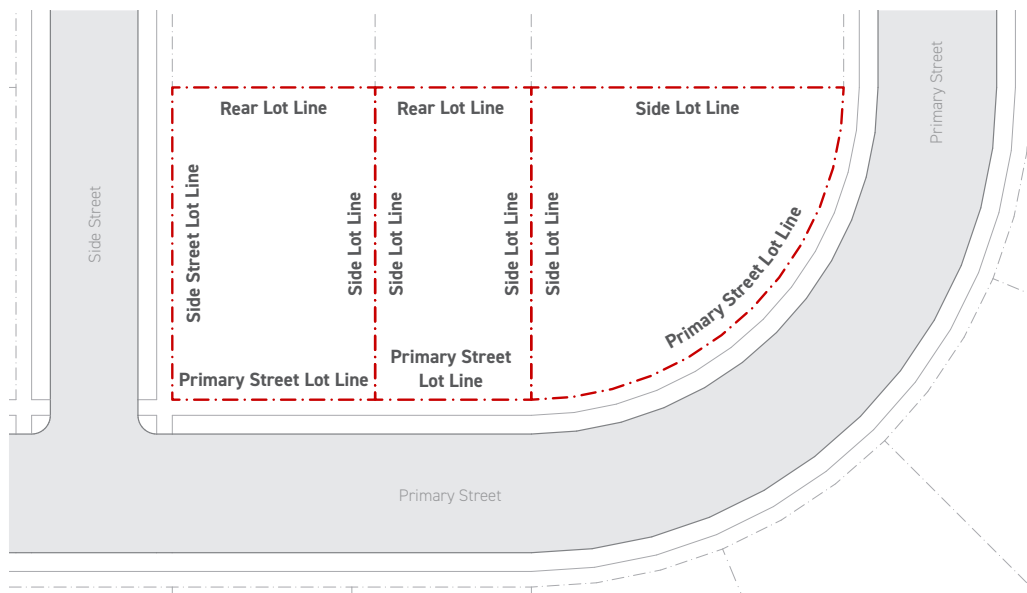 Primary Street
Rear Lot Line
Rear Lot Line
Side Lot Line
Side Street
Side Street Lot Line
Side Lot Line
Side Lot Line
Side Lot Line
Side Lot Line
Primary Street Lot Line
Primary Street Lot Line
Primary Street
Lot Line
Primary Street